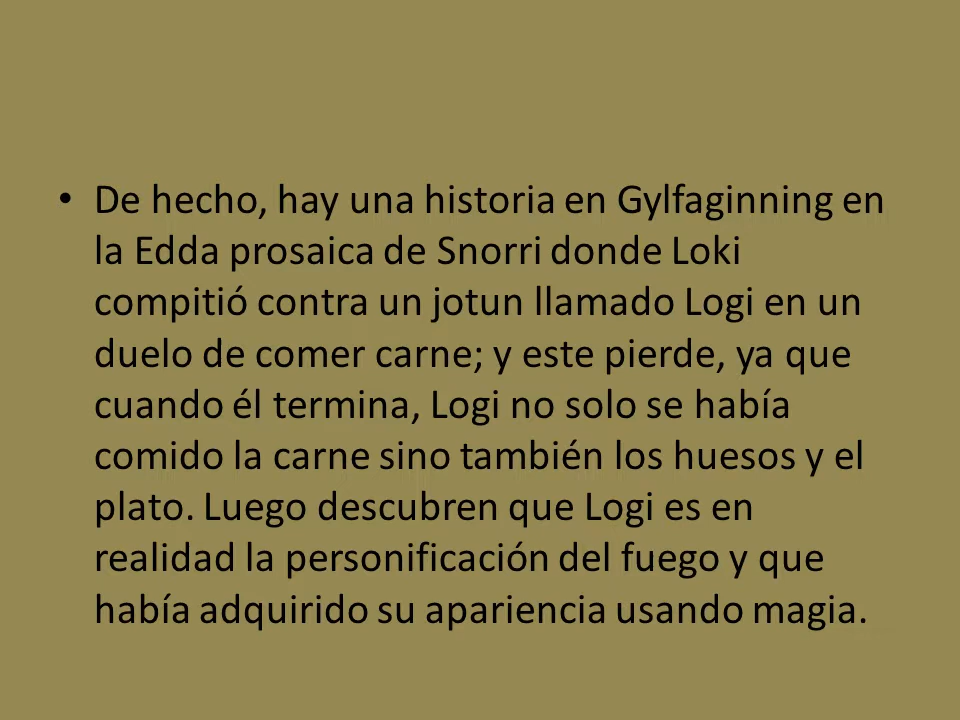 • De hecho, hay una historia en Gylfaginning en
la Edda prosaica de Snorri donde Loki
compitió contra un jotun llamado Logi en un
duelo de comer carne; y este pierde, ya que
cuando él termina, Logi no solo se había
comido la carne sino también los huesos y el
plato. Luego descubren que Logi es en
realidad la personificación del fuego y que
había adquirido su apariencia usando magia.